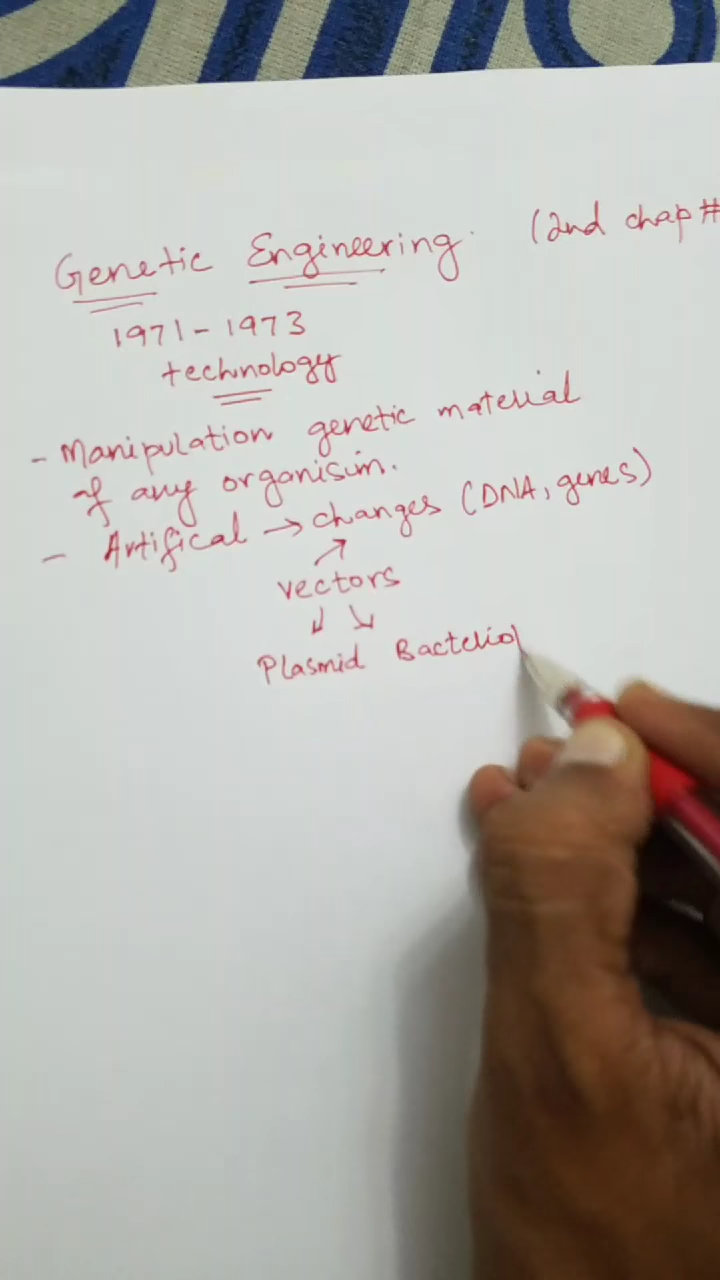 Genetic Engineering. (2nd chap #
1971-1973
technology
- Manipulation genetic material
of any organisim.
- Artifical → changes (DNA, genes)
vectors
Plasmid Bacterio